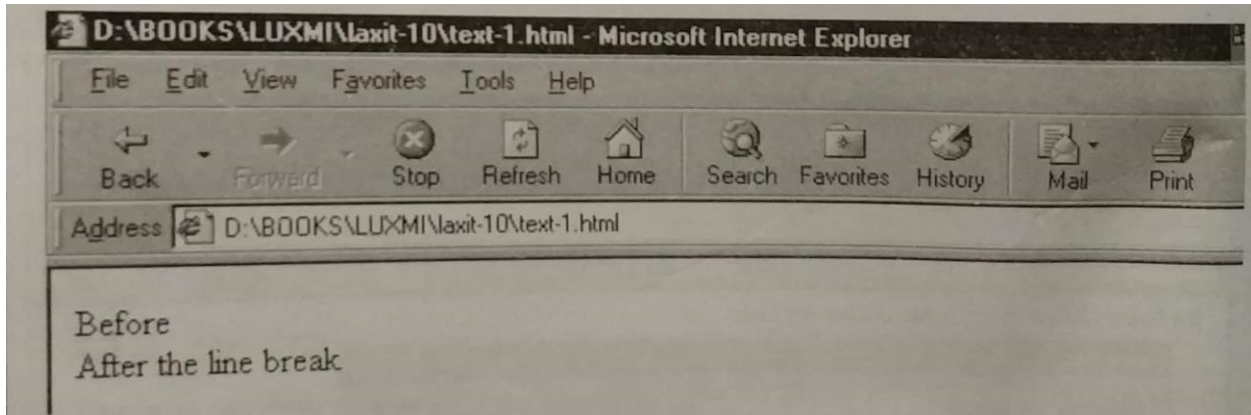 D:\BOOKS\LUXMI\laxit-10\text-1.html - Microsoft Internet Explorer
File Edit View Favorites Tools Help
Back Forward Stop Refresh Home Search Favorites History Mail Print
Address D:\BOOKS\LUXMI\laxit-10\text-1.html
Before
After the line break